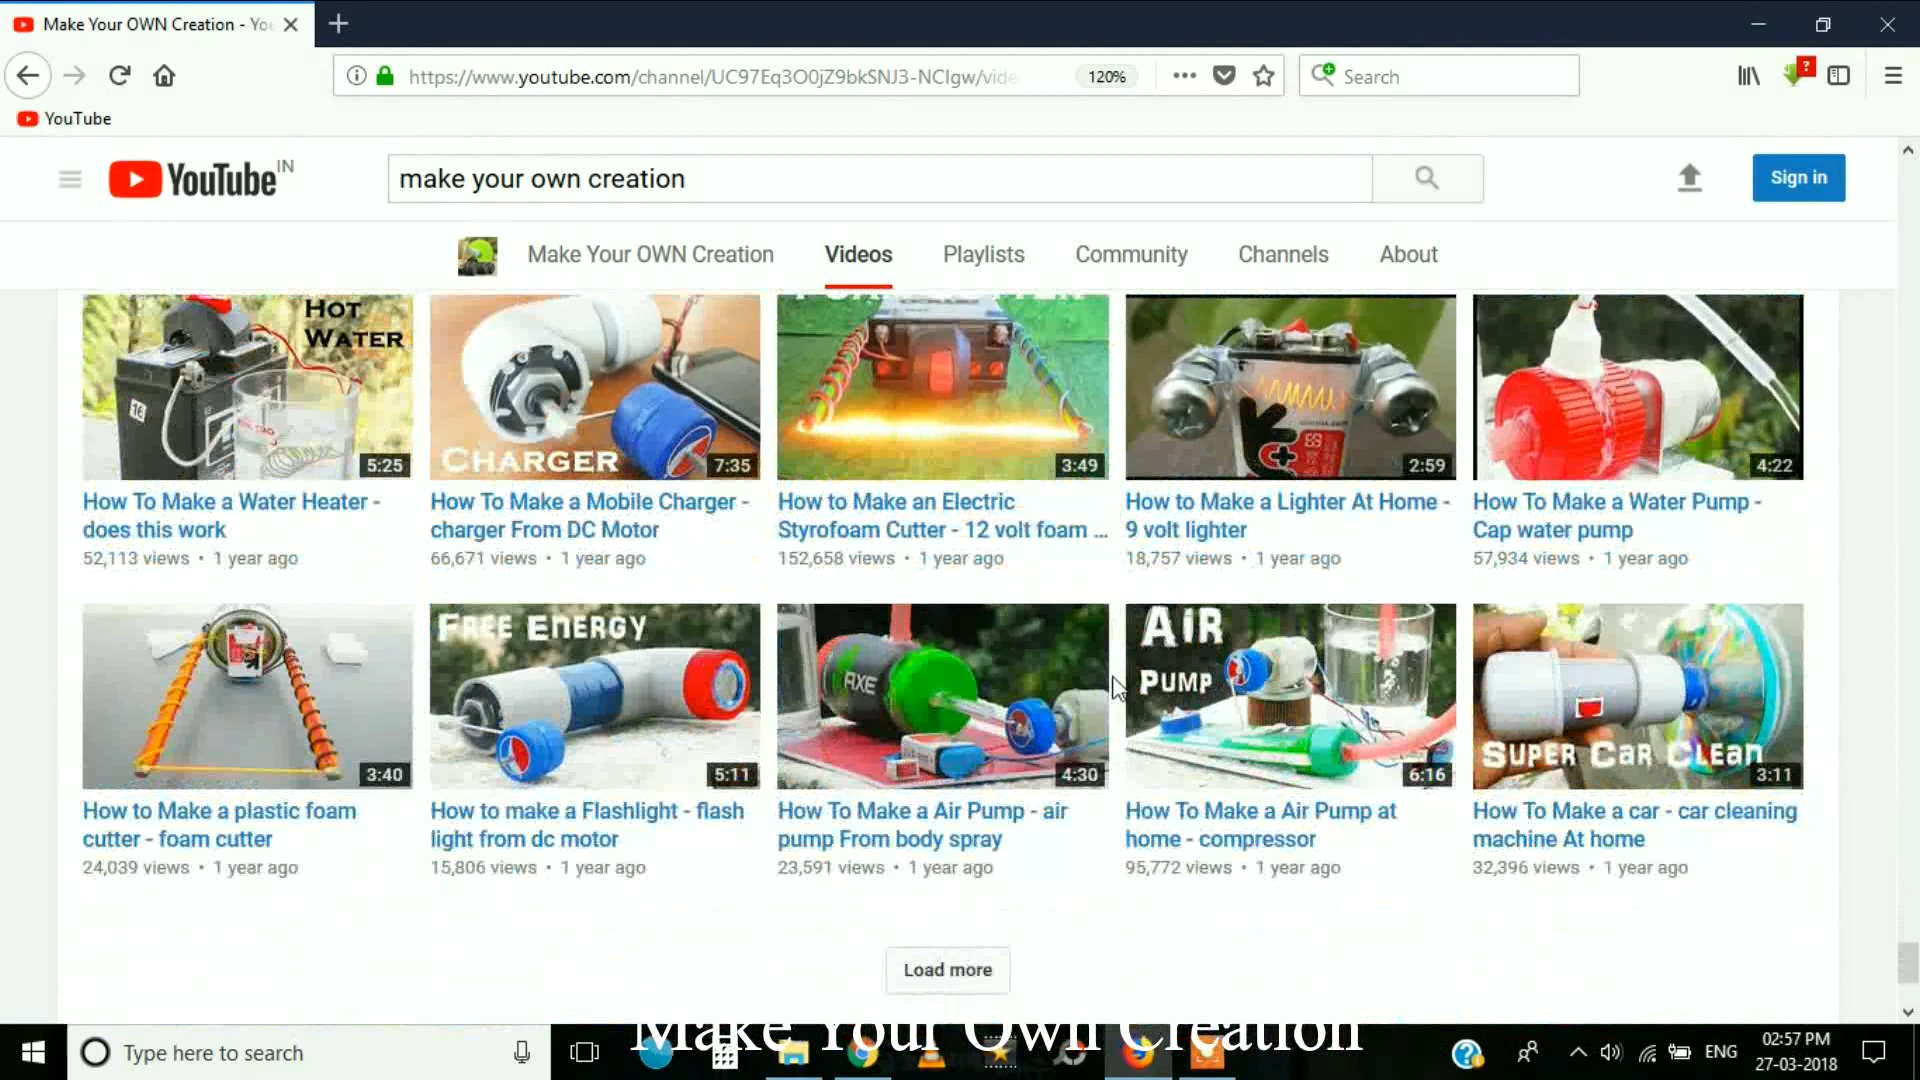 Make Your OWN Creation - You
https://www.youtube.com/channel/UC97Eq3O0jZ9bkSNJ3-NCIgw/vide
120%
Search
YouTube
YouTube IN
make your own creation
Sign in
Make Your OWN Creation
Videos
Playlists
Community
Channels
About
HOT
WATER
5:25
CHARGER
7:35
3:49
2:59
4:22
How To Make a Water Heater -
does this work
52,113 views • 1 year ago
How To Make a Mobile Charger -
charger From DC Motor
66,671 views • 1 year ago
How to Make an Electric
Styrofoam Cutter - 12 volt foam ...
152,658 views • 1 year ago
How to Make a Lighter At Home -
9 volt lighter
18,757 views • 1 year ago
How To Make a Water Pump -
Cap water pump
57,934 views • 1 year ago
3:40
FREE ENERGY
5:11
AXE
4:30
AIR
PUMP
6:16
SUPER CAR CLEAN
3:11
How to Make a plastic foam
cutter - foam cutter
24,039 views • 1 year ago
How to make a Flashlight - flash
light from dc motor
15,806 views • 1 year ago
How To Make a Air Pump - air
pump From body spray
23,591 views • 1 year ago
How To Make a Air Pump at
home - compressor
95,772 views • 1 year ago
How To Make a car - car cleaning
machine At home
32,396 views • 1 year ago
Load more
Make Your Own Creation
Type here to search
ENG
02:57 PM
27-03-2018